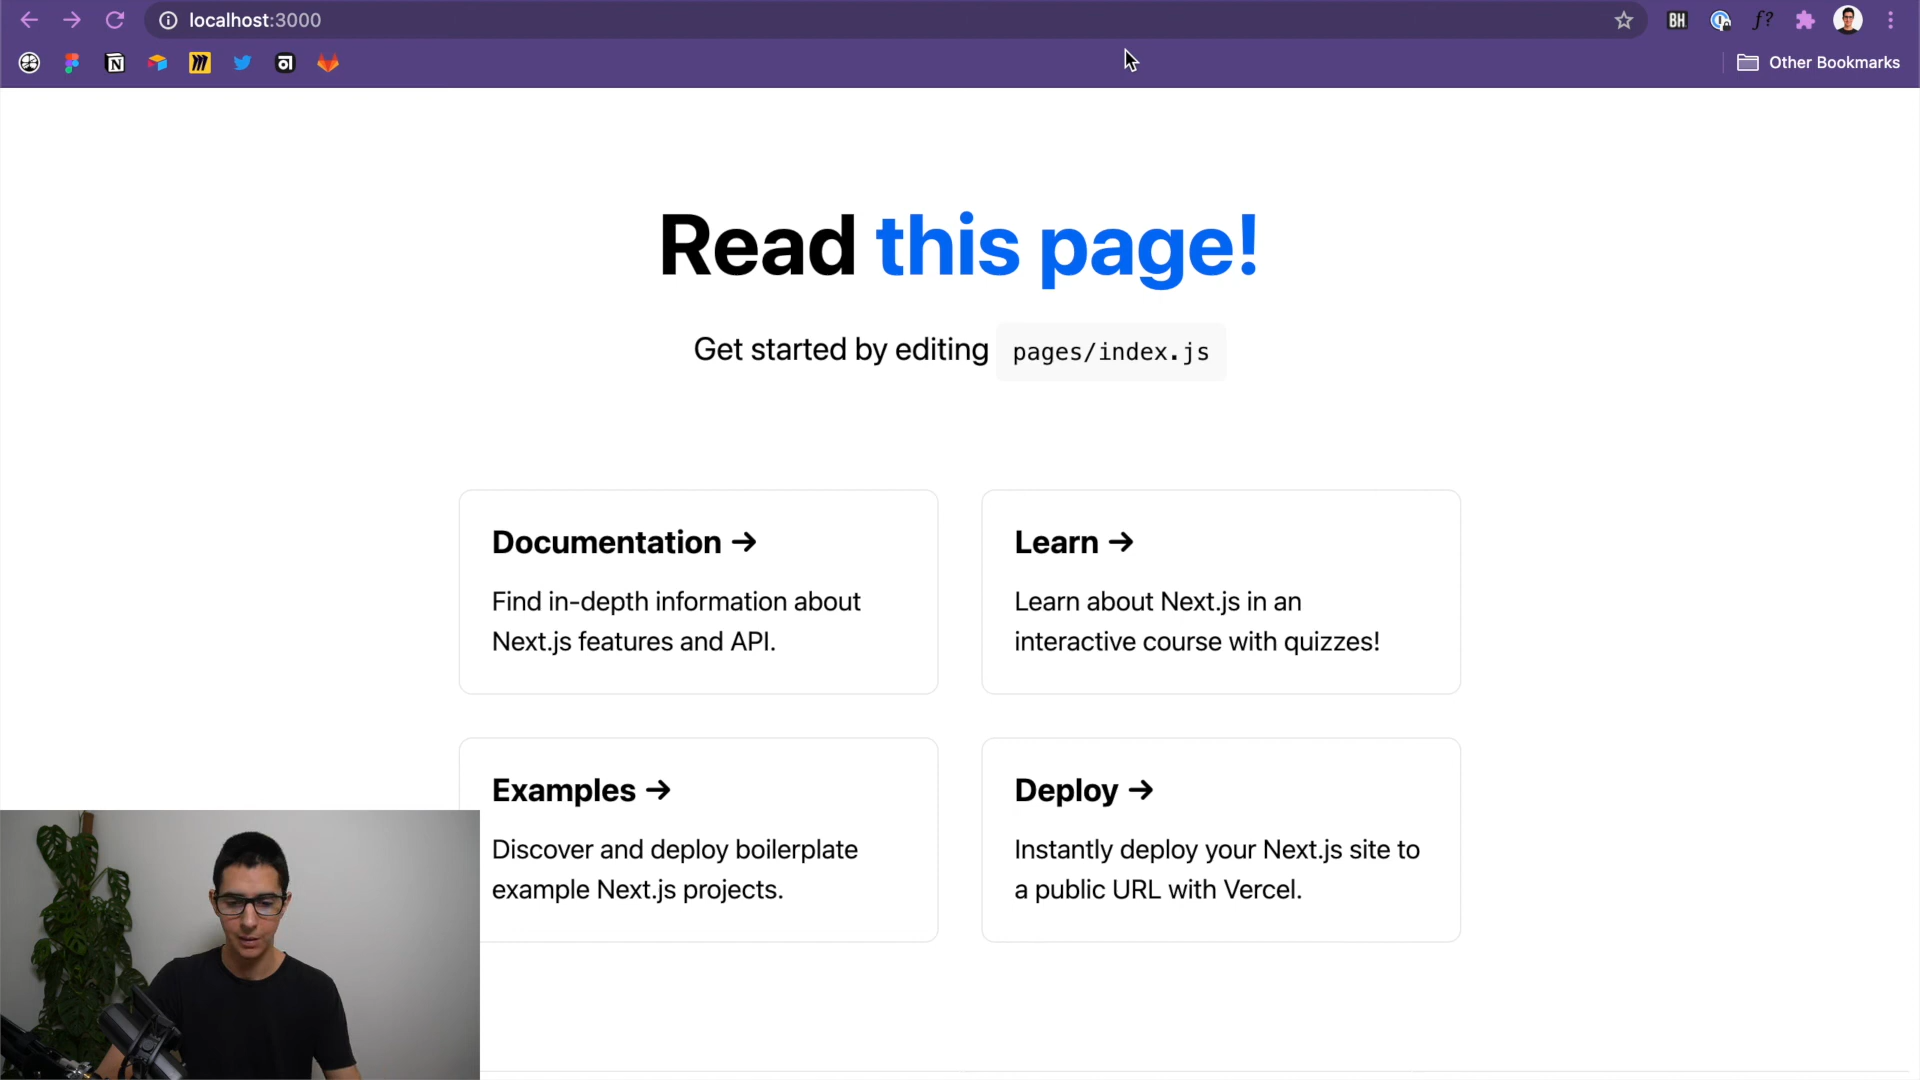 localhost:3000
BH
f?
Other Bookmarks
Read this page!
Get started by editing pages/index.js
Documentation →
Find in-depth information about
Next.js features and API.
Learn →
Learn about Next.js in an
interactive course with quizzes!
Examples →
Discover and deploy boilerplate
example Next.js projects.
Deploy →
Instantly deploy your Next.js site to
a public URL with Vercel.